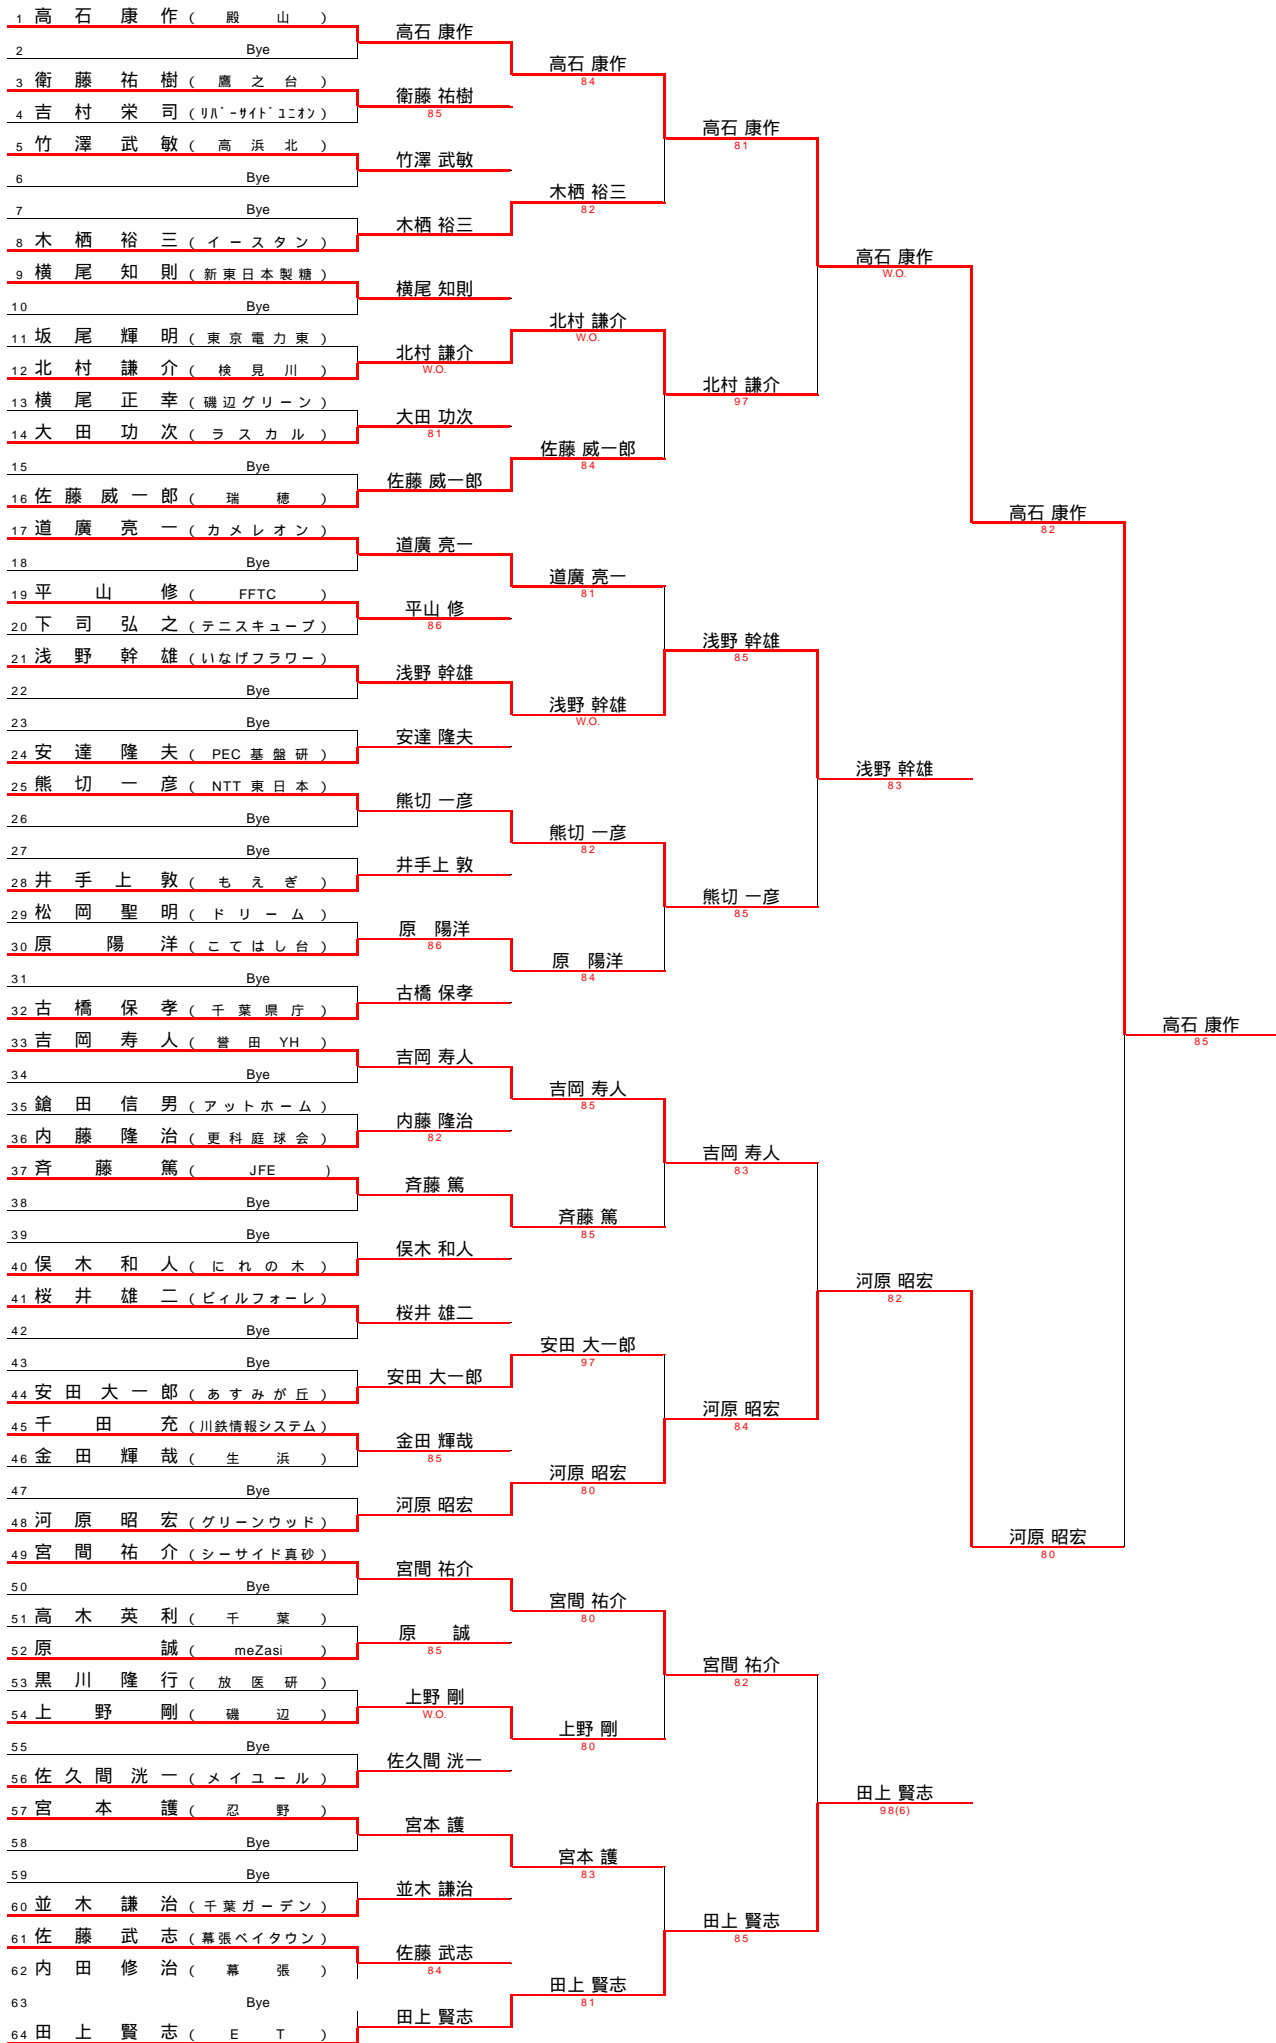 1 高石康作 ( 殿山 )
2 Bye
3 衛藤祐樹 ( 鷹之台 )
4 吉村栄司 ( リバーサイドユニオン )
5 竹澤武敏 ( 高浜北 )
6 Bye
7 Bye
8 木栖裕三 ( イースタン )
9 横尾知則 ( 新東日本製糖 )
10 Bye
11 坂尾輝明 ( 東京電力東 )
12 北村謙介 ( 検見川 )
13 横尾正幸 ( 磯辺グリーン )
14 大田功次 ( ラスカル )
15 Bye
16 佐藤威一郎 ( 瑞穂 )
17 道廣亮一 ( カメレオン )
18 Bye
19 平山修 ( FFTC )
20 下司弘之 ( テニスキューブ )
21 浅野幹雄 ( いなげフラワー )
22 Bye
23 Bye
24 安達隆夫 ( PEC基盤研 )
25 熊切一彦 ( NTT東日本 )
26 Bye
27 Bye
28 井手上敦 ( もえぎ )
29 松岡聖明 ( ドリーム )
30 原陽洋 ( こてはし台 )
31 Bye
32 古橋保孝 ( 千葉県庁 )
33 吉岡寿人 ( 誉田YH )
34 Bye
35 鎗田信男 ( アットホーム )
36 内藤隆治 ( 更科庭球会 )
37 斉藤篤 ( JFE )
38 Bye
39 Bye
40 俣木和人 ( にれの木 )
41 桜井雄二 ( ビィルフォーレ )
42 Bye
43 Bye
44 安田大一郎 ( あすみが丘 )
45 千田充 ( 川鉄情報システム )
46 金田輝哉 ( 生浜 )
47 Bye
48 河原昭宏 ( グリーンウッド )
49 宮間祐介 ( シーサイド真砂 )
50 Bye
51 高木英利 ( 千葉 )
52 原誠 ( meZasi )
53 黒川隆行 ( 放医研 )
54 上野剛 ( 磯辺 )
55 Bye
56 佐久間洸一 ( メイユール )
57 宮本護 ( 忍野 )
58 Bye
59 Bye
60 並木謙治 ( 千葉ガーデン )
61 佐藤武志 ( 幕張ベイタウン )
62 内田修治 ( 幕張 )
63 Bye
64 田上賢志 ( ET )
高石 康作
衛藤 祐樹
85
竹澤 武敏
木栖 裕三
横尾 知則
北村 謙介
W.O.
大田 功次
81
佐藤 威一郎
道廣 亮一
平山 修
86
浅野 幹雄
安達 隆夫
熊切 一彦
井手上 敦
原 陽洋
86
古橋 保孝
吉岡 寿人
内藤 隆治
82
斉藤 篤
俣木 和人
桜井 雄二
安田 大一郎
金田 輝哉
85
河原 昭宏
宮間 祐介
原 誠
85
上野 剛
W.O.
佐久間 洸一
宮本 護
並木 謙治
佐藤 武志
84
田上 賢志
高石 康作
84
木栖 裕三
82
北村 謙介
W.O.
佐藤 威一郎
84
道廣 亮一
81
浅野 幹雄
W.O.
熊切 一彦
82
原 陽洋
84
吉岡 寿人
85
斉藤 篤
85
安田 大一郎
97
河原 昭宏
80
宮間 祐介
80
上野 剛
80
宮本 護
83
田上 賢志
81
高石 康作
81
北村 謙介
97
浅野 幹雄
85
熊切 一彦
85
吉岡 寿人
83
河原 昭宏
84
宮間 祐介
82
田上 賢志
85
高石 康作
W.O.
浅野 幹雄
83
河原 昭宏
82
田上 賢志
98(6)
高石 康作
82
河原 昭宏
80
高石 康作
85